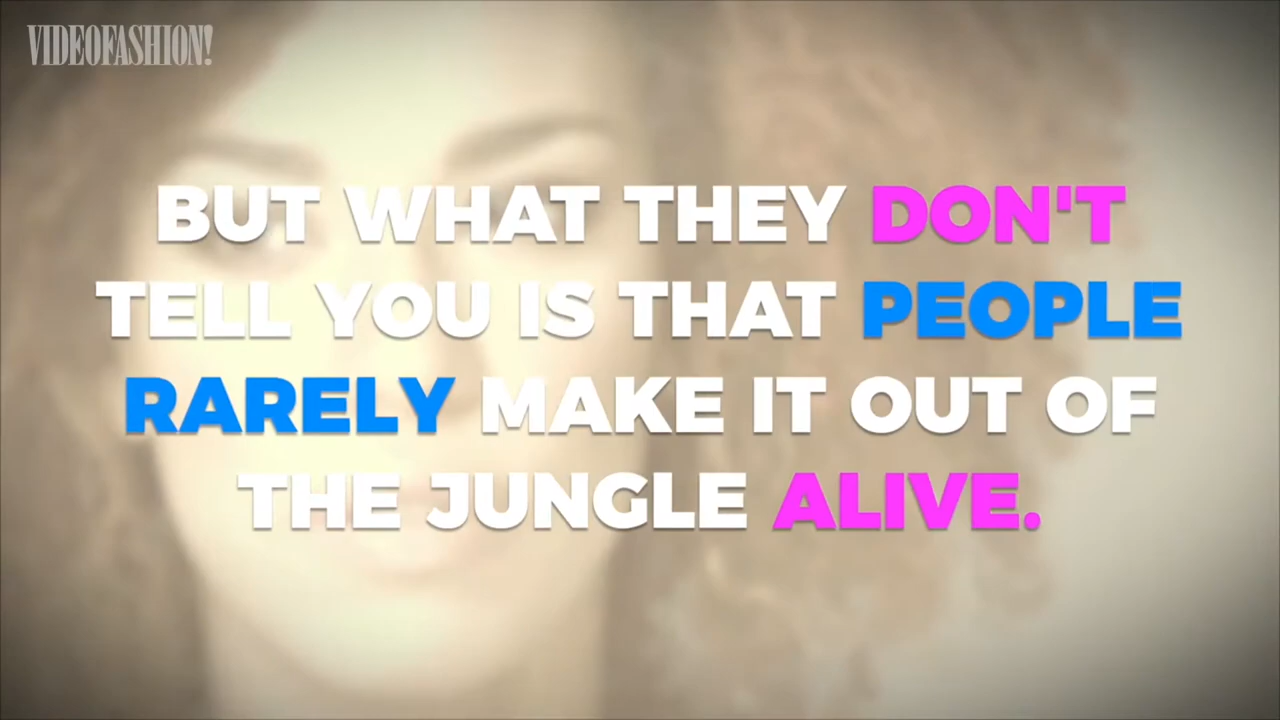 VIDEOFASHION!
BUT WHAT THEY DON'T
TELL YOU IS THAT PEOPLE
RARELY MAKE IT OUT OF
THE JUNGLE ALIVE.